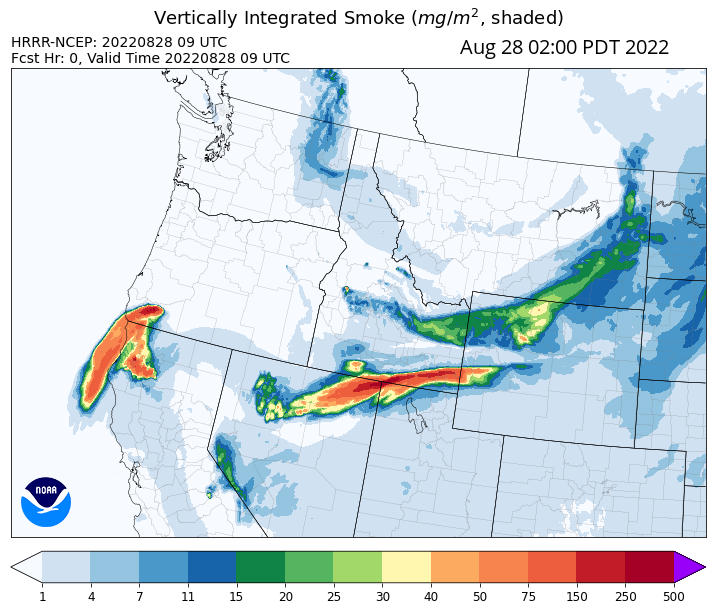 Vertically Integrated Smoke (mg/m², shaded)
HRRR-NCEP: 20220828 09 UTC
Fcst Hr: 0, Valid Time 20220828 09 UTC
Aug 28 02:00 PDT 2022
NOAA
1 4 7 11 15 20 25 30 40 50 75 150 250 500